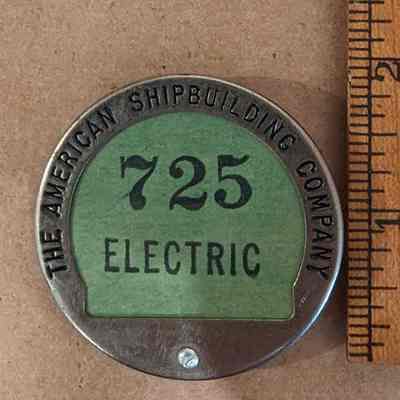 THE AMERICAN SHIPBUILDING COMPANY
725
ELECTRIC
2
1